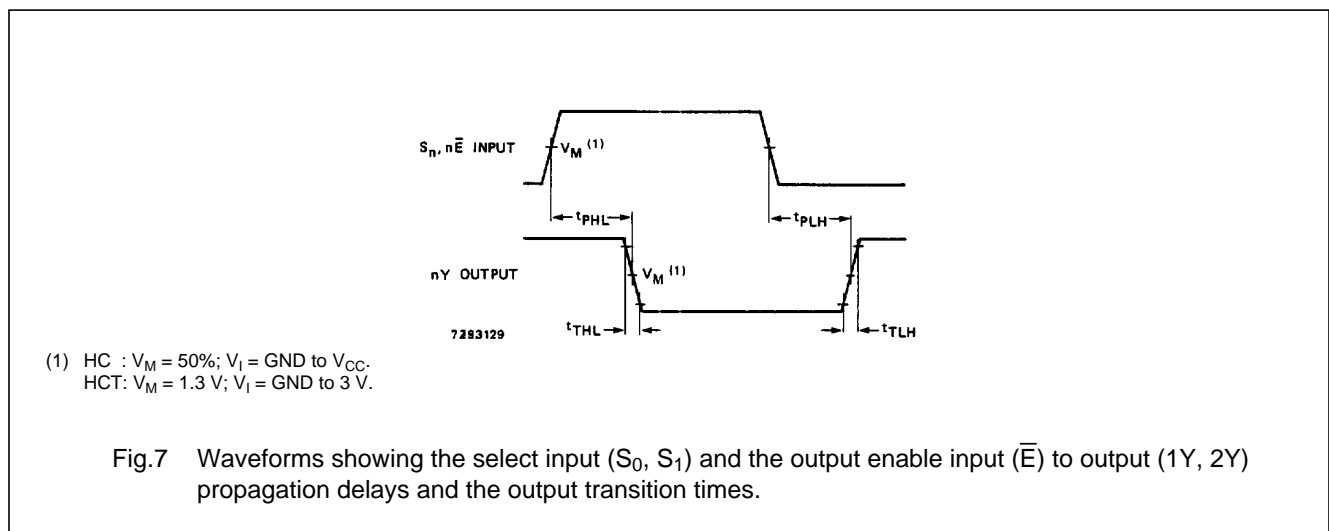 Sn, nE̅ INPUT
VM (1)
tPHL
tPLH
nY OUTPUT
VM (1)
tTHL
tTLH
7Z93129
(1) HC : VM = 50%; VI = GND to VCC.
HCT: VM = 1.3 V; VI = GND to 3 V.
Fig.7 Waveforms showing the select input (S0, S1) and the output enable input (E̅) to output (1Y, 2Y)
propagation delays and the output transition times.